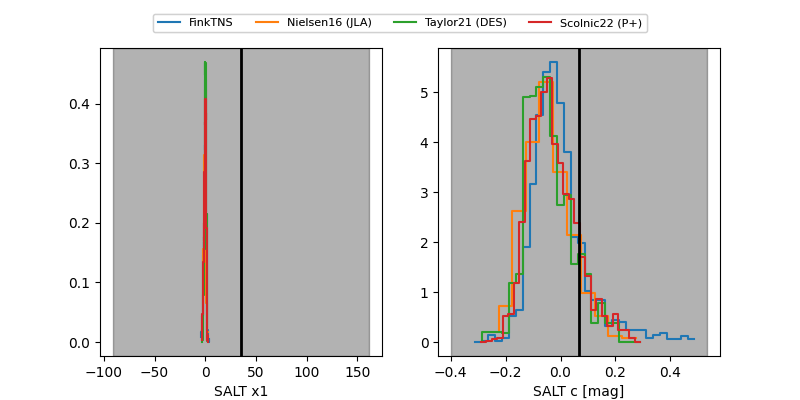 FinkTNS Nielsen16 (JLA) Taylor21 (DES) Scolnic22 (P+)
0.4
0.3
0.2
0.1
0.0
−100 −50 0 50 100 150
SALT x1
5
4
3
2
1
0
−0.4 −0.2 0.0 0.2 0.4
SALT c [mag]